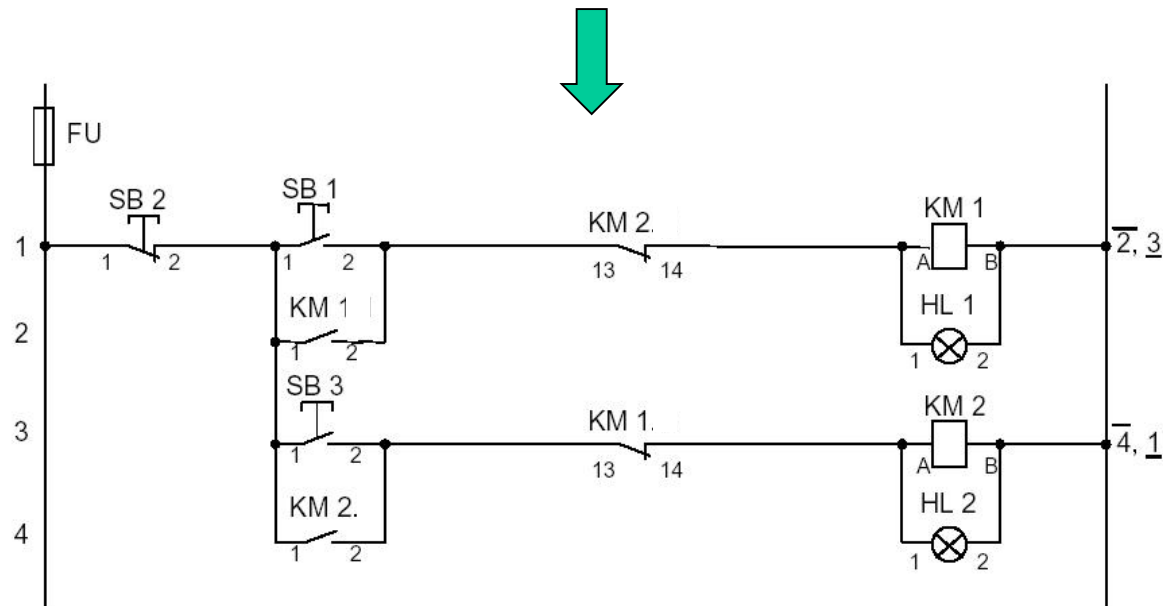 FU
SB 2
SB 1
KM 2.
KM 1
1
1 2
1 2
13 14
A B
2, 3
KM 1
HL 1
2
1 2
1 2
SB 3
KM 1.
KM 2
3
1 2
13 14
A B
4, 1
KM 2.
HL 2
4
1 2
1 2